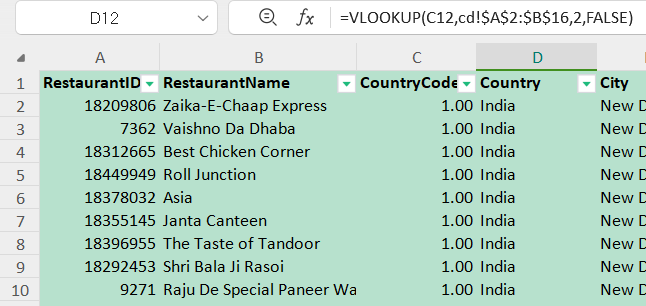 D12 fx =VLOOKUP(C12,cd!$A$2:$B$16,2,FALSE)
A B C D E
1 RestaurantID RestaurantName CountryCode Country City
2 18209806 Zaika-E-Chaap Express 1.00 India New D
3 7362 Vaishno Da Dhaba 1.00 India New D
4 18312665 Best Chicken Corner 1.00 India New D
5 18449949 Roll Junction 1.00 India New D
6 18378032 Asia 1.00 India New D
7 18355145 Janta Canteen 1.00 India New D
8 18396955 The Taste of Tandoor 1.00 India New D
9 18292453 Shri Bala Ji Rasoi 1.00 India New D
10 9271 Raju De Special Paneer Wa 1.00 India New D